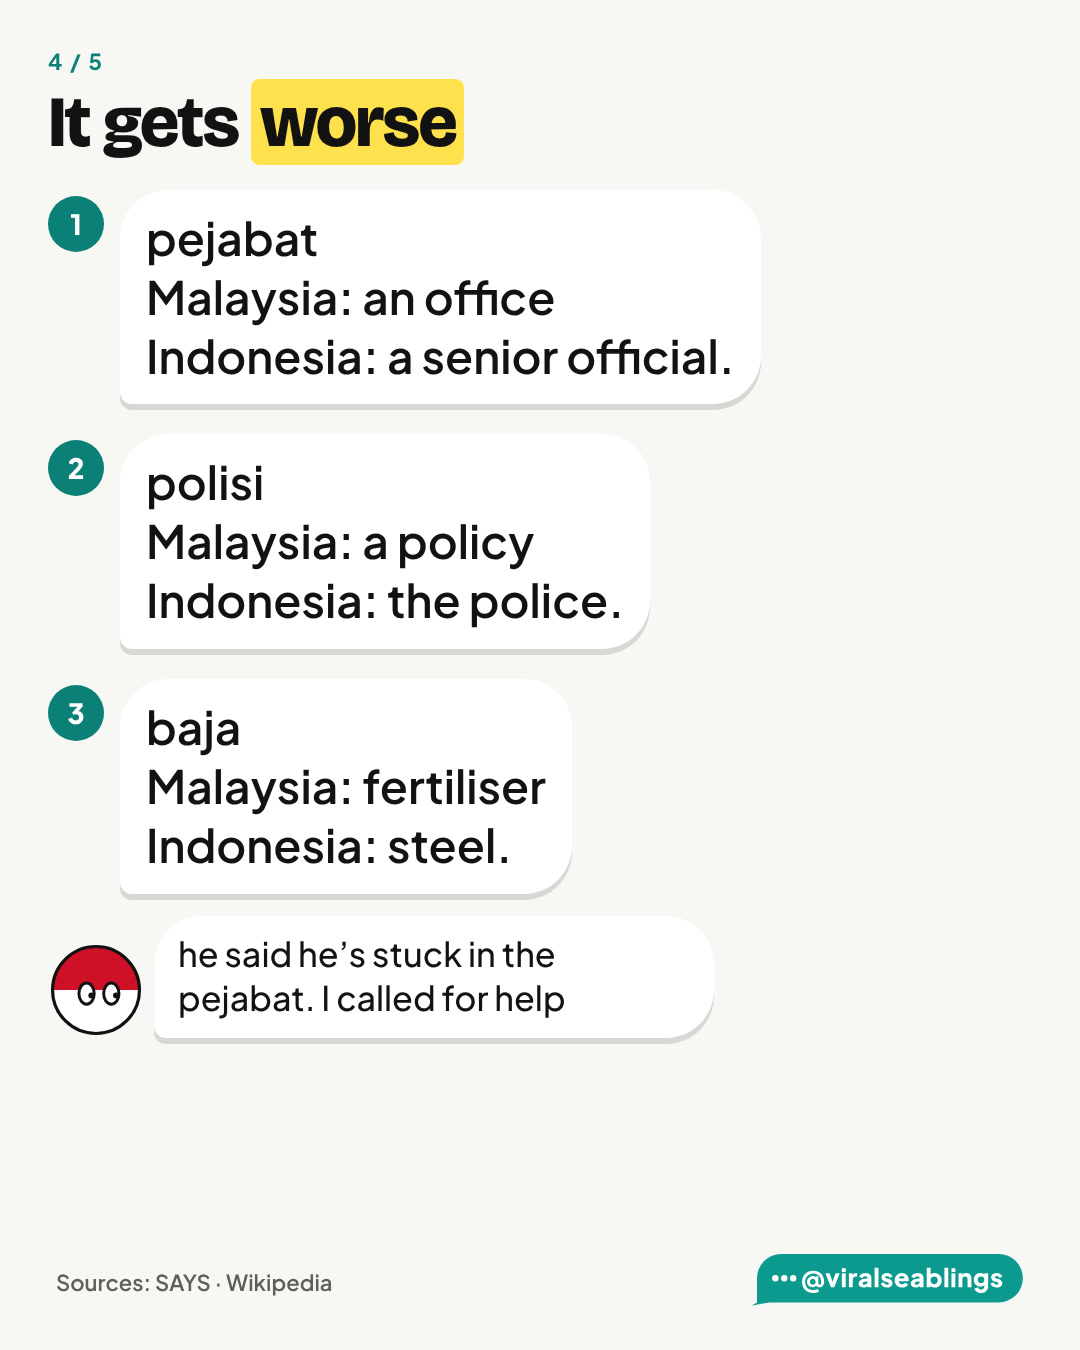 4 / 5
It gets worse
1
pejabat
Malaysia: an office
Indonesia: a senior official.
2
polisi
Malaysia: a policy
Indonesia: the police.
3
baja
Malaysia: fertiliser
Indonesia: steel.
he said he’s stuck in the
pejabat. I called for help
Sources: SAYS · Wikipedia
@viralseablings